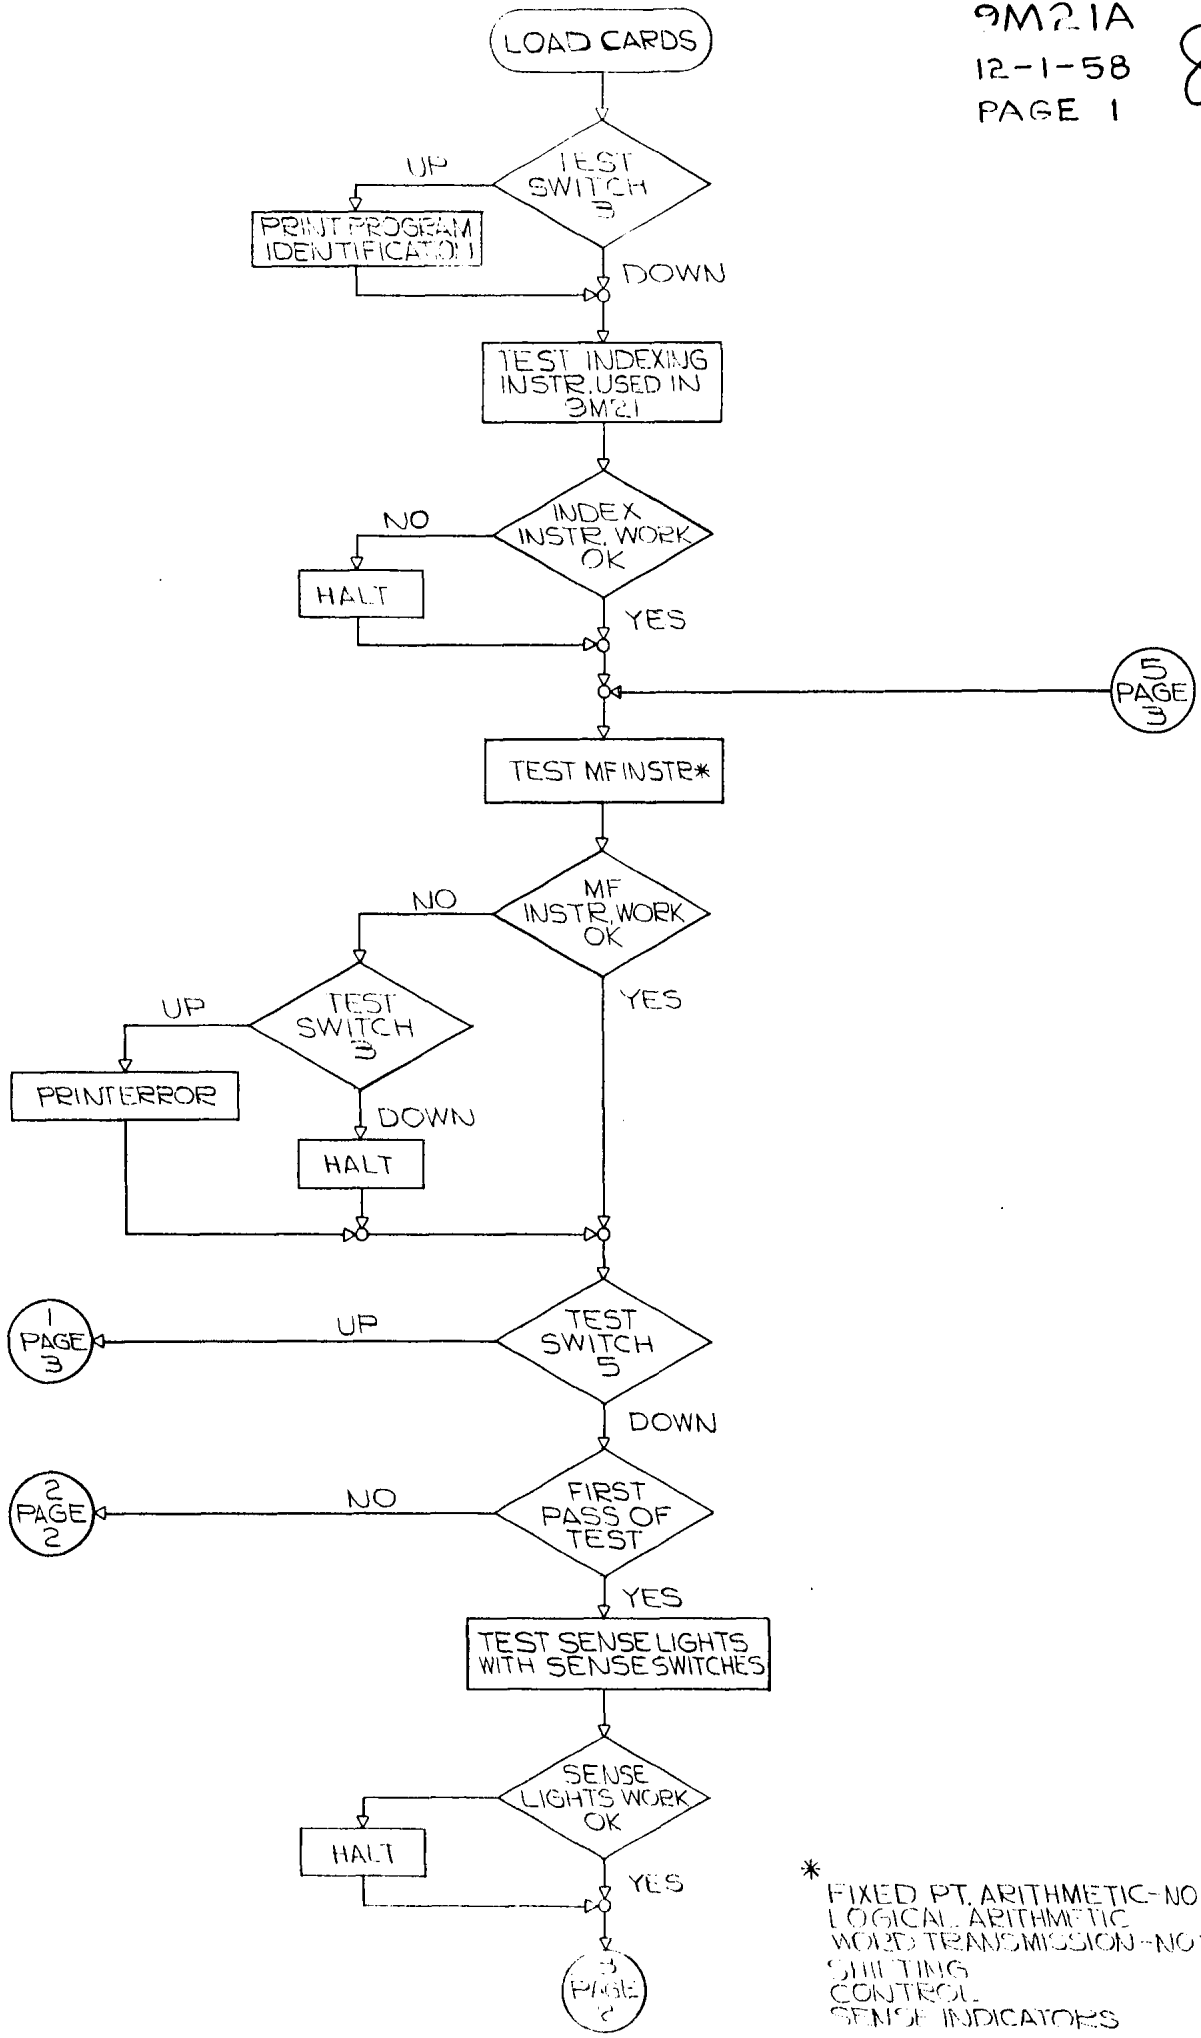 9M21A
12-1-58
PAGE 1
LOAD CARDS
TEST
SWITCH
3
UP
PRINT PROGRAM
IDENTIFICATION
DOWN
TEST INDEXING
INSTR. USED IN
9M21
INDEX
INSTR. WORK
OK
NO
HALT
YES
5
PAGE
3
TEST MF INSTR*
MF
INSTR. WORK
OK
NO
YES
TEST
SWITCH
3
UP
PRINT ERROR
DOWN
HALT
TEST
SWITCH
5
UP
1
PAGE
3
DOWN
FIRST
PASS OF
TEST
NO
2
PAGE
2
YES
TEST SENSE LIGHTS
WITH SENSE SWITCHES
SENSE
LIGHTS WORK
OK
HALT
YES
3
PAGE
2
*
FIXED PT. ARITHMETIC-NO
LOGICAL ARITHMETIC
WORD TRANSMISSION-NO
SHIFTING
CONTROL
SENSE INDICATORS